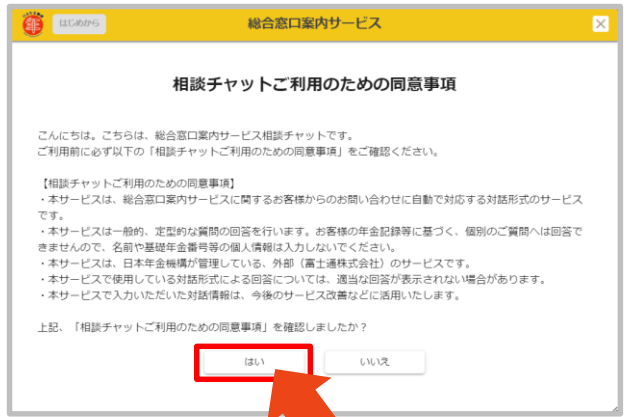 年
はじめから
総合窓口案内サービス
相談チャットご利用のための同意事項
こんにちは。こちらは、総合窓口案内サービス相談チャットです。
ご利用前に必ず以下の「相談チャットご利用のための同意事項」をご確認ください。
【相談チャットご利用のための同意事項】
・本サービスは、総合窓口案内サービスに関するお客様からのお問い合わせに自動で対応する対話形式のサービス
です。
・本サービスは一般的、定型的な質問の回答を行います。お客様の年金記録等に基づく、個別のご質問へは回答で
きませんので、名前や基礎年金番号等の個人情報は入力しないでください。
・本サービスは、日本年金機構が管理している、外部（富士通株式会社）のサービスです。
・本サービスで使用している対話形式による回答については、適当な回答が表示されない場合があります。
・本サービスで入力いただいた対話情報は、今後のサービス改善などに活用いたします。
上記、「相談チャットご利用のための同意事項」を確認しましたか？
はい
いいえ